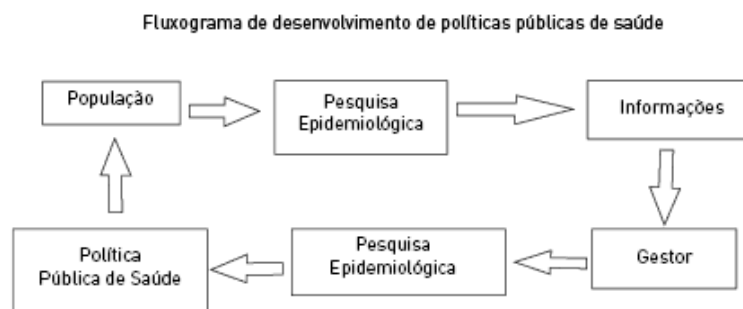 Fluxograma de desenvolvimento de políticas públicas de saúde
População
Pesquisa
Epidemiológica
Informações
Gestor
Pesquisa
Epidemiológica
Política
Pública de Saúde